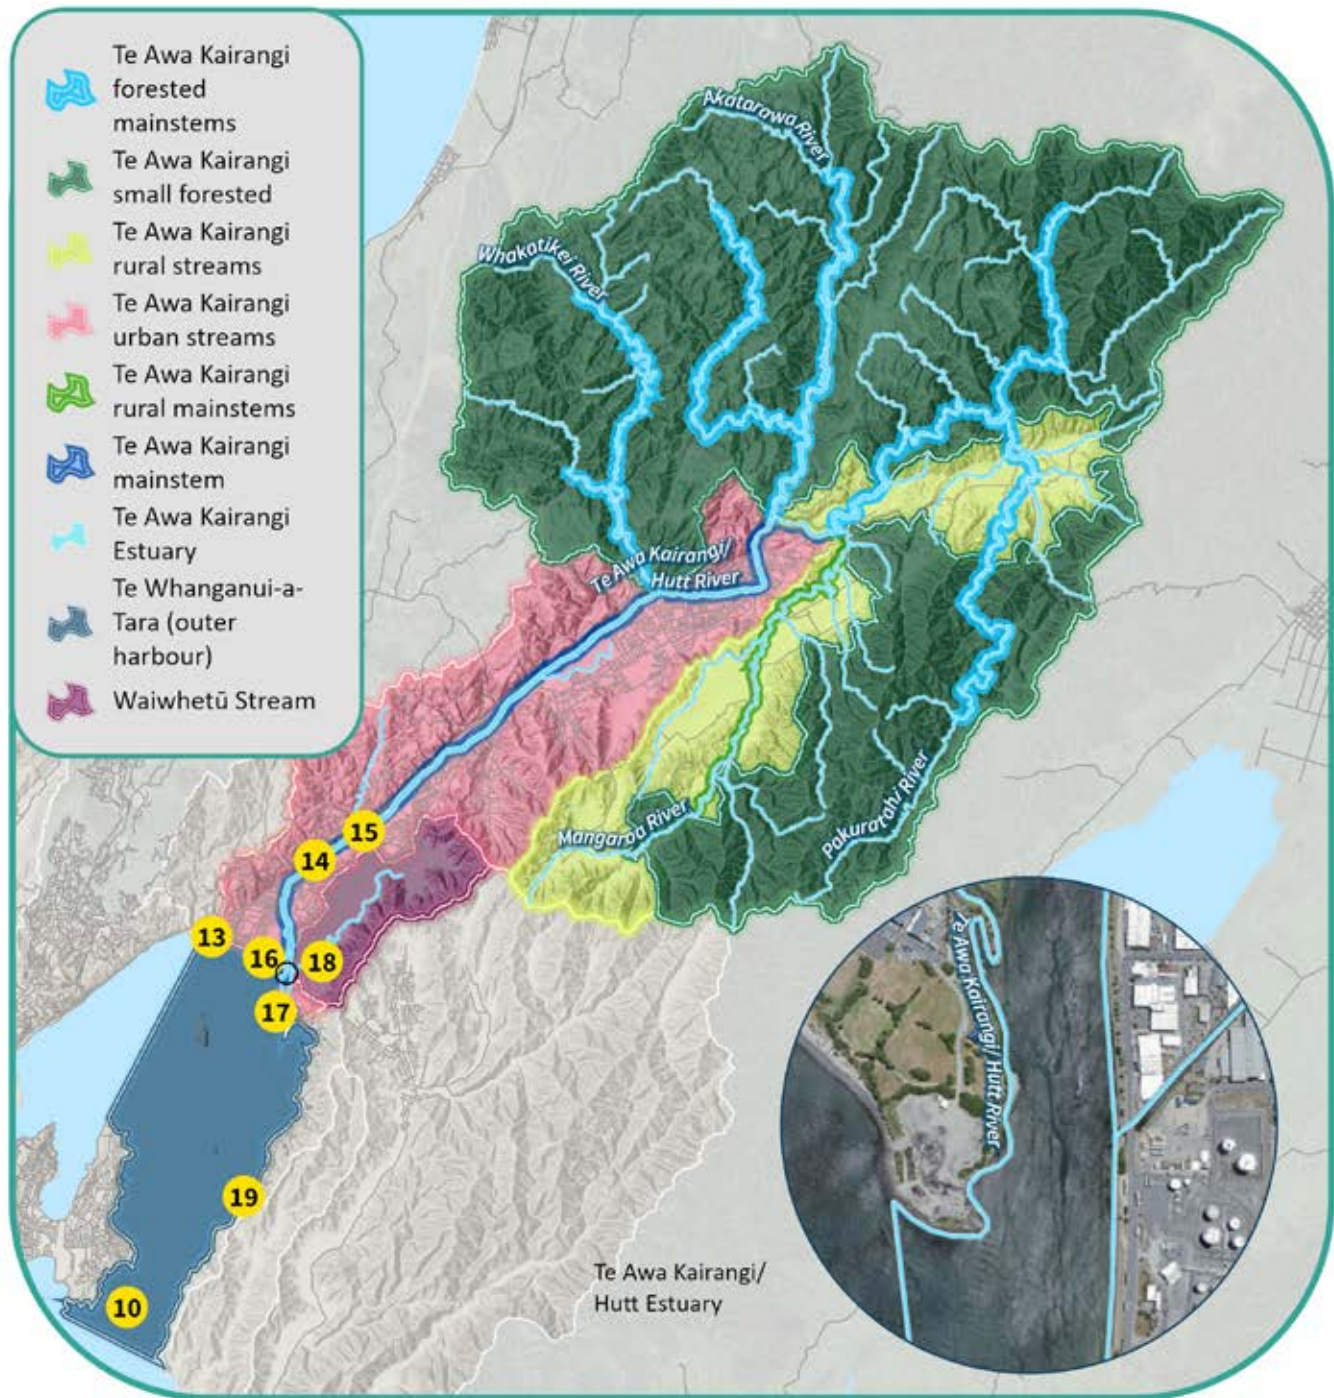 Te Awa Kairangi
forested
mainstems
Te Awa Kairangi
small forested
Te Awa Kairangi
rural streams
Te Awa Kairangi
urban streams
Te Awa Kairangi
rural mainstems
Te Awa Kairangi
mainstem
Te Awa Kairangi
Estuary
Te Whanganui-a-
Tara (outer
harbour)
Waiwhetū Stream
Akatarawa River
Whakatikei River
Te Awa Kairangi/
Hutt River
Mangaroa River
Pakuratahi River
15
14
13
16
18
17
19
10
Te Awa Kairangi/ Hutt River
Te Awa Kairangi/
Hutt Estuary